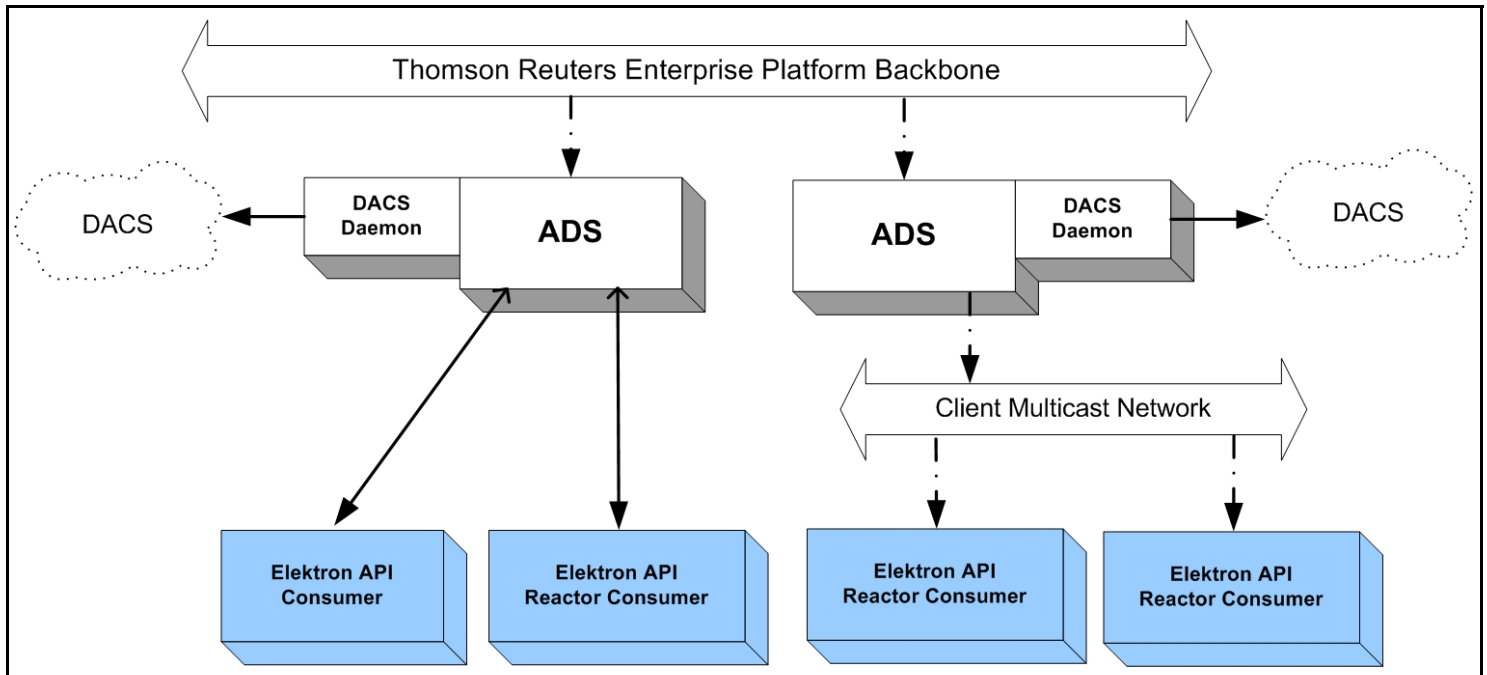 Thomson Reuters Enterprise Platform Backbone
DACS
DACS
Daemon
ADS
ADS
DACS
Daemon
DACS
Client Multicast Network
Elektron API
Consumer
Elektron API
Reactor Consumer
Elektron API
Reactor Consumer
Elektron API
Reactor Consumer